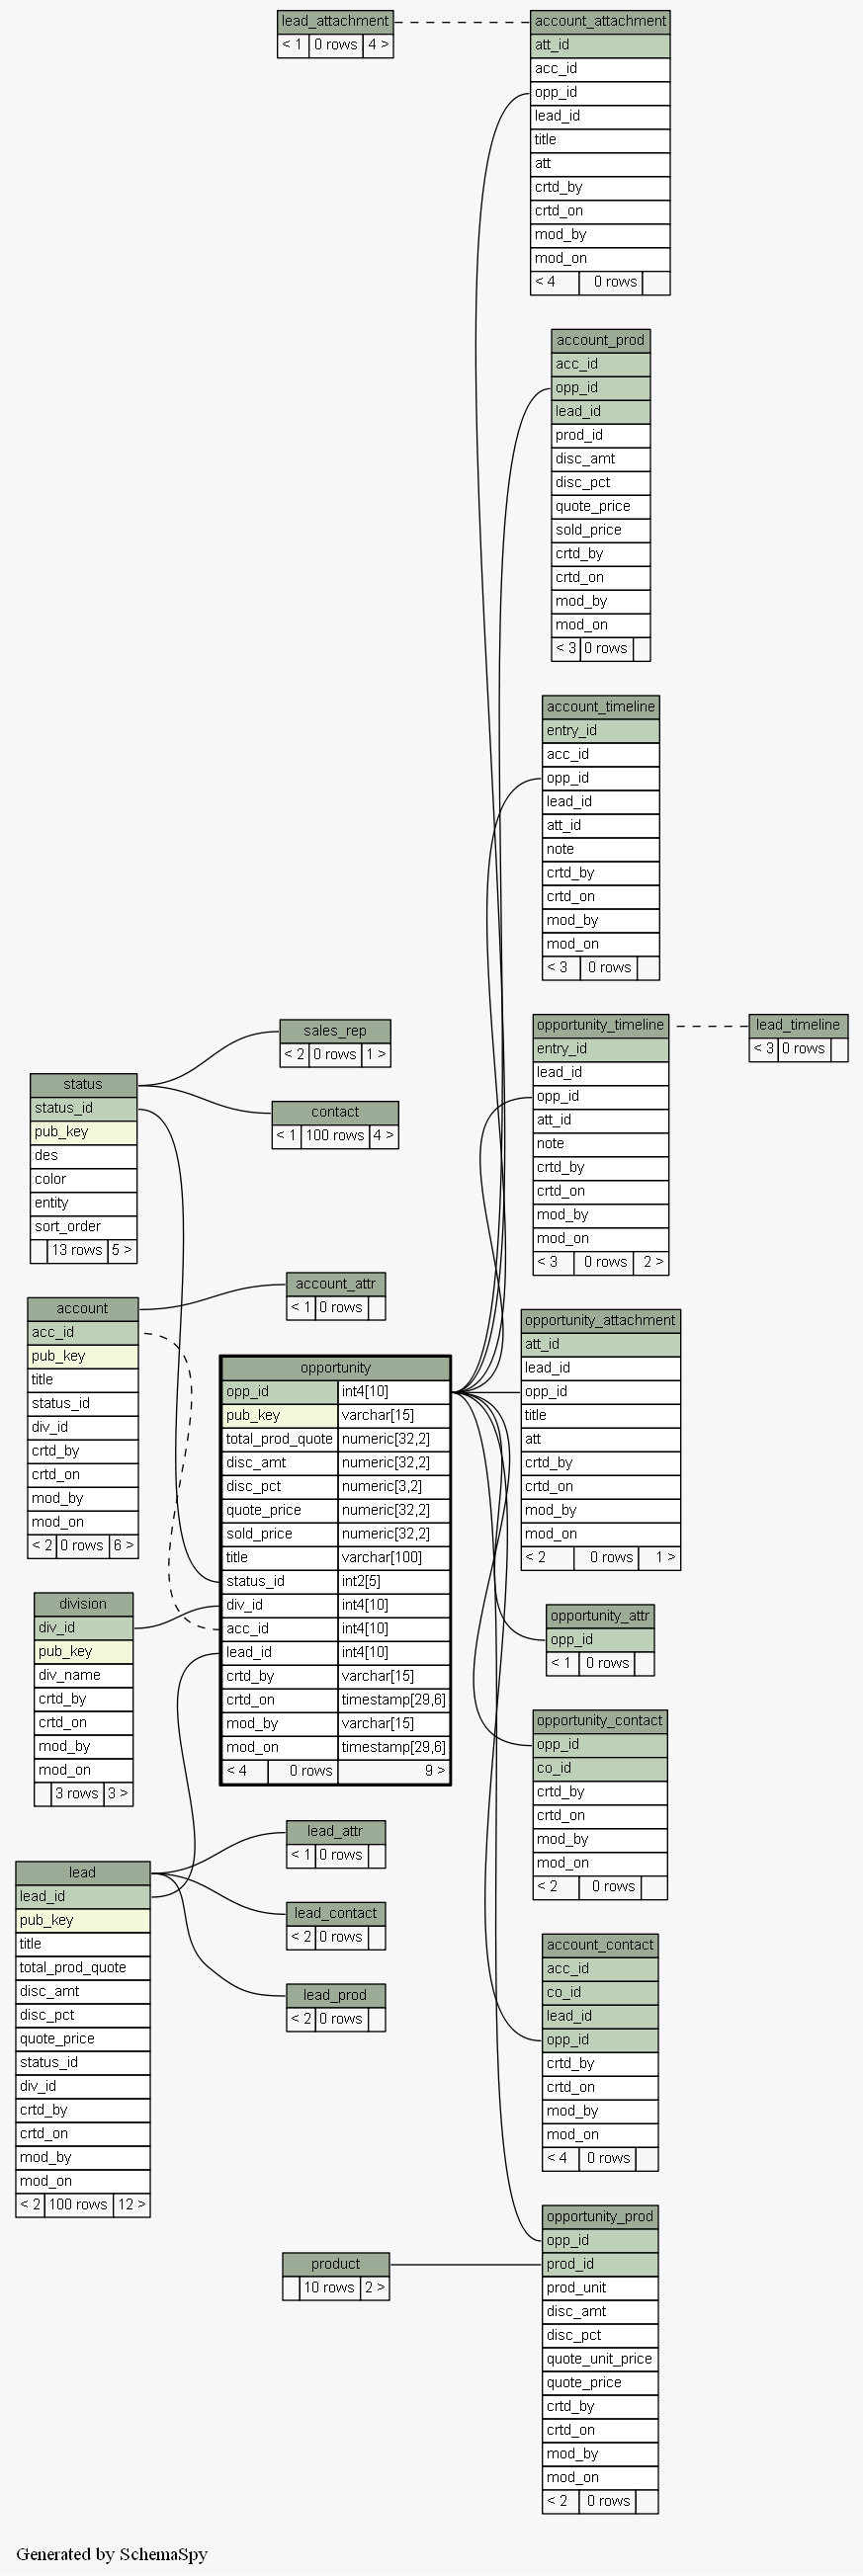 lead_attachment
< 1 0 rows 4 >
account_attachment
att_id
acc_id
opp_id
lead_id
title
att
crtd_by
crtd_on
mod_by
mod_on
< 4 0 rows
account_prod
acc_id
opp_id
lead_id
prod_id
disc_amt
disc_pct
quote_price
sold_price
crtd_by
crtd_on
mod_by
mod_on
< 3 0 rows
account_timeline
entry_id
acc_id
opp_id
lead_id
att_id
note
crtd_by
crtd_on
mod_by
mod_on
< 3 0 rows
opportunity_timeline
entry_id
lead_id
opp_id
att_id
note
crtd_by
crtd_on
mod_by
mod_on
< 3 0 rows 2 >
lead_timeline
< 3 0 rows
sales_rep
< 2 0 rows 1 >
contact
< 1 100 rows 4 >
status
status_id
pub_key
des
color
entity
sort_order
13 rows 5 >
account_attr
< 1 0 rows
account
acc_id
pub_key
title
status_id
div_id
crtd_by
crtd_on
mod_by
mod_on
< 2 0 rows 6 >
opportunity
opp_id int4[10]
pub_key varchar[15]
total_prod_quote numeric[32,2]
disc_amt numeric[32,2]
disc_pct numeric[3,2]
quote_price numeric[32,2]
sold_price numeric[32,2]
title varchar[100]
status_id int2[5]
div_id int4[10]
acc_id int4[10]
lead_id int4[10]
crtd_by varchar[15]
crtd_on timestamp[29,6]
mod_by varchar[15]
mod_on timestamp[29,6]
< 4 0 rows 9 >
opportunity_attachment
att_id
lead_id
opp_id
title
att
crtd_by
crtd_on
mod_by
mod_on
< 2 0 rows 1 >
division
div_id
pub_key
div_name
crtd_by
crtd_on
mod_by
mod_on
3 rows 3 >
opportunity_attr
opp_id
< 1 0 rows
opportunity_contact
opp_id
co_id
crtd_by
crtd_on
mod_by
mod_on
< 2 0 rows
lead_attr
< 1 0 rows
lead_contact
< 2 0 rows
lead_prod
< 2 0 rows
lead
lead_id
pub_key
title
total_prod_quote
disc_amt
disc_pct
quote_price
status_id
div_id
crtd_by
crtd_on
mod_by
mod_on
< 2 100 rows 12 >
account_contact
acc_id
co_id
lead_id
opp_id
crtd_by
crtd_on
mod_by
mod_on
< 4 0 rows
product
10 rows 2 >
opportunity_prod
opp_id
prod_id
prod_unit
disc_amt
disc_pct
quote_unit_price
quote_price
crtd_by
crtd_on
mod_by
mod_on
< 2 0 rows
Generated by SchemaSpy